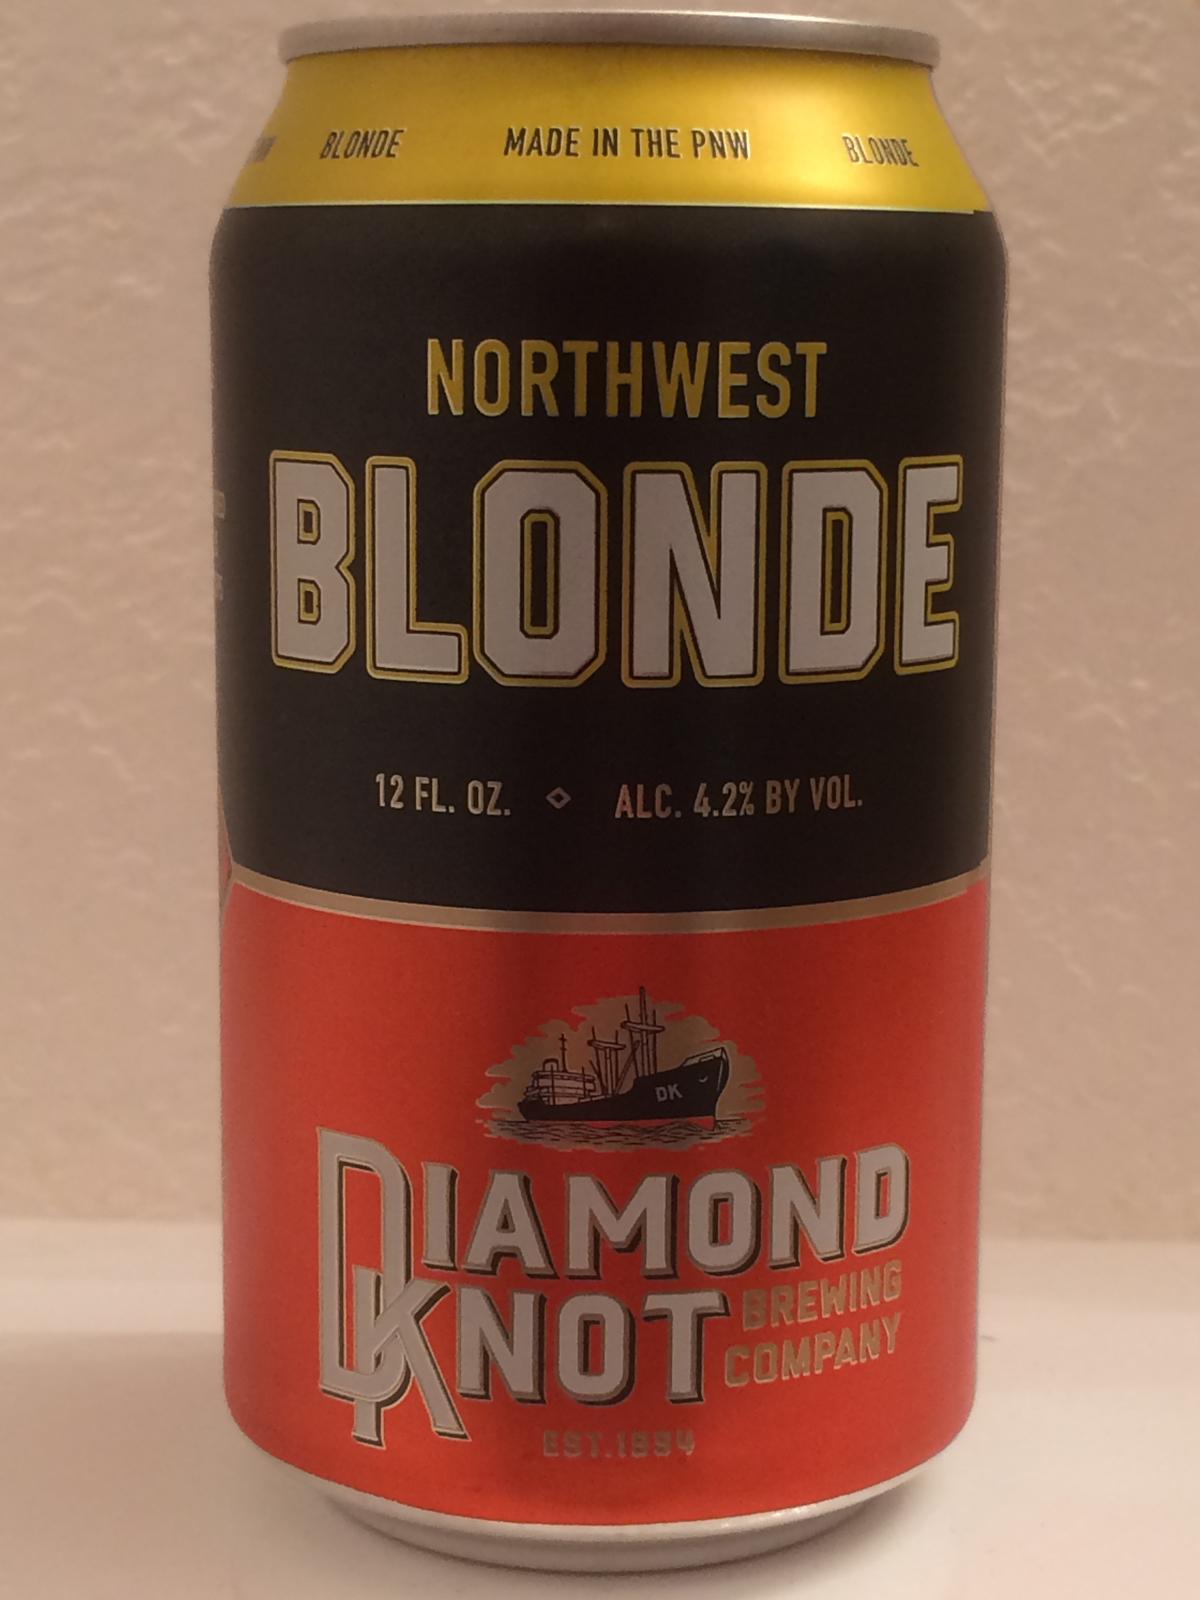 BLONDE MADE IN THE PNW BLONDE
NORTHWEST
BLONDE
12 FL. OZ. ◇ ALC. 4.2% BY VOL.
DK
DIAMOND
KNOT
BREWING
COMPANY
EST.1994